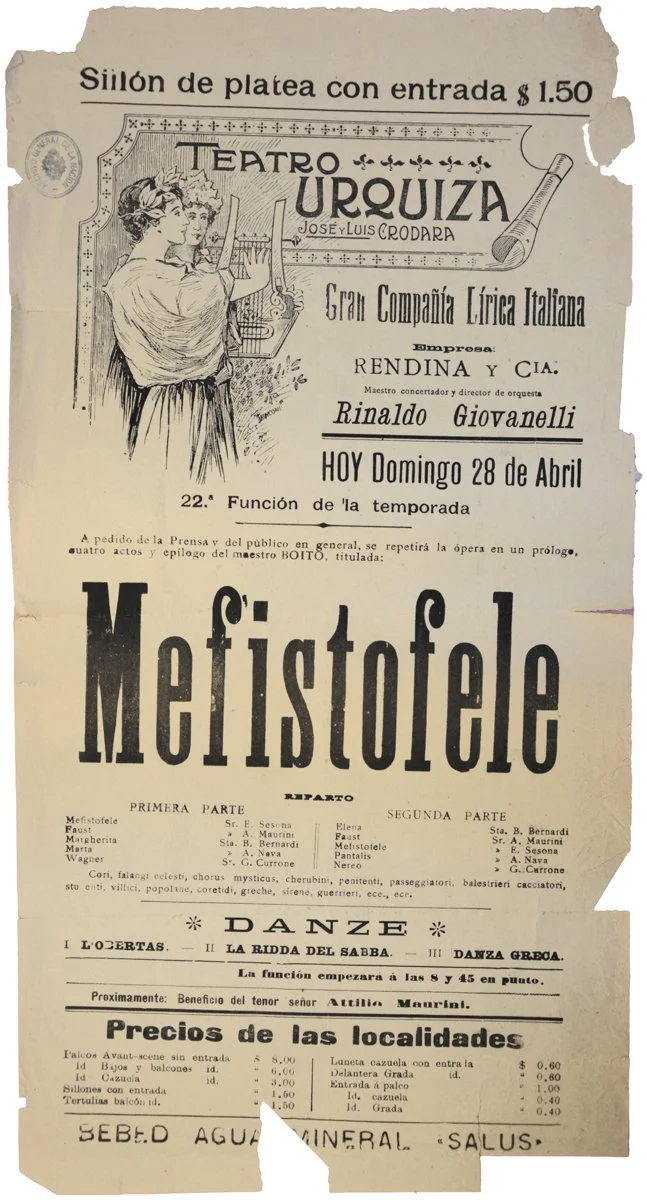 Sillón de platea con entrada $ 1.50
ARCHIVO GENERAL DE LA NACION
TEATRO
URQUIZA
JOSÉ Y LUIS CRODARA
Gran Compañía Lírica Italiana
Empresa:
RENDINA Y CIA.
Maestro concertador y director de orquesta
Rinaldo Giovanelli
HOY Domingo 28 de Abril
22.ª Función de la temporada
A pedido de la Prensa y del público en general, se repetirá la ópera en un prólogo,
cuatro actos y epílogo del maestro BOITO, titulada:
Mefistofele
REPARTO
PRIMERA PARTE
Mefistofele Sr. E. Sesona
Faust » A. Maurini
Margherita Sta. B. Bernardi
Marta » A. Nava
Wagner Sr. G. Currone
SEGUNDA PARTE
Elena Sta. B. Bernardi
Faust Sr. A. Maurini
Mefistofele » E. Sesona
Pantalis » A. Nava
Nereo » G. Currone
Cori, falangi celesti, chorus mysticus, cherubini, penitenti, passeggiatori, balestrieri cacciatori,
stu enti, villici, popolane, coretidi, greche, sirene, guerrieri, ece., ece.
* DANZE *
I L'OBERTAS. — II LA RIDDA DEL SABBA. — III DANZA GRECA.
La función empezará á las 8 y 45 en punto.
Proximamente: Beneficio del tenor señor Attilio Maurini.
Precios de las localidades
Palcos Avant-scene sin entrada $ 8,00
Id Bajos y balcones id. " 6,00
Id Cazuela id. " 3,00
Sillones con entrada " 1.50
Tertulias balcón id. " 1.50
Luneta cazuela con entrada $ 0.60
Delantera Grada id. " 0.60
Entrada á palco " 1.00
Id. cazuela " 0.40
Id. Grada " 0.40
BEBED AGUA MINERAL «SALUS»